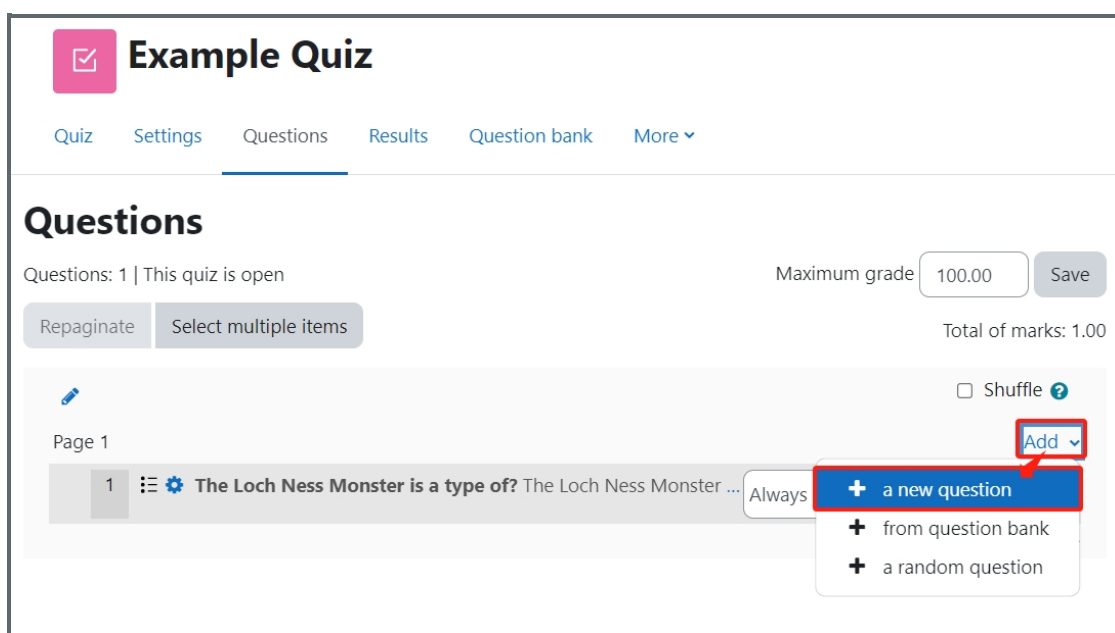 Example Quiz
Quiz Settings Questions Results Question bank More
Questions
Questions: 1 | This quiz is open
Maximum grade 100.00 Save
Repaginate Select multiple items
Total of marks: 1.00
Shuffle
Page 1
Add
1 The Loch Ness Monster is a type of? The Loch Ness Monster ... Always
a new question
from question bank
a random question